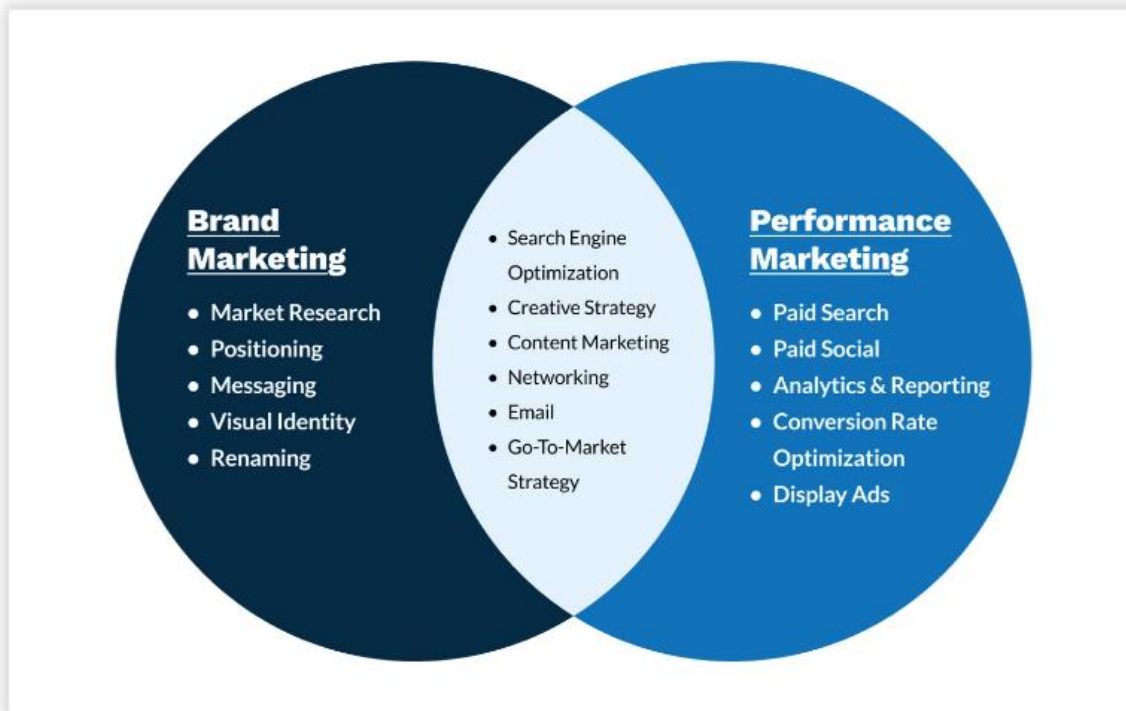 Brand
Marketing
• Market Research
• Positioning
• Messaging
• Visual Identity
• Renaming
• Search Engine
Optimization
• Creative Strategy
• Content Marketing
• Networking
• Email
• Go-To-Market
Strategy
Performance
Marketing
• Paid Search
• Paid Social
• Analytics & Reporting
• Conversion Rate
Optimization
• Display Ads